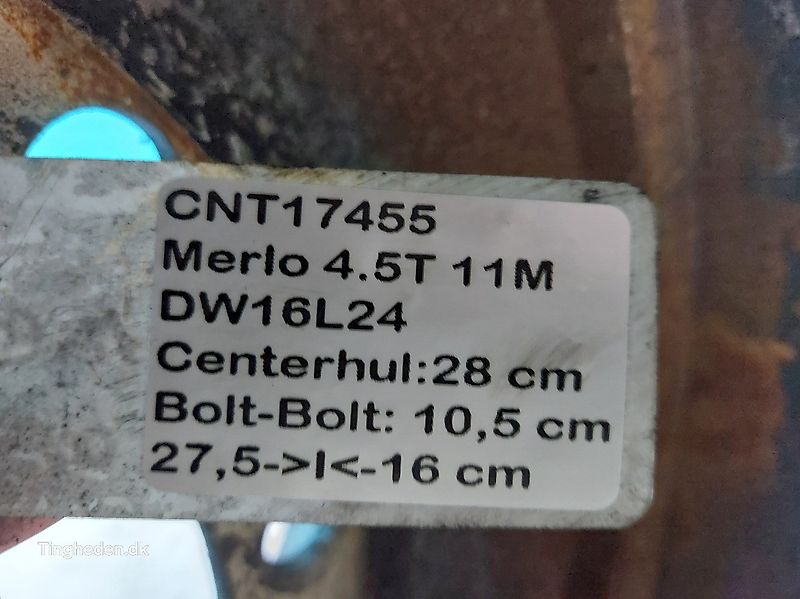 CNT17455
Merlo 4.5T 11M
DW16L24
Centerhul:28 cm
Bolt-Bolt: 10,5 cm
27,5->I<-16 cm
Tingheden.dk